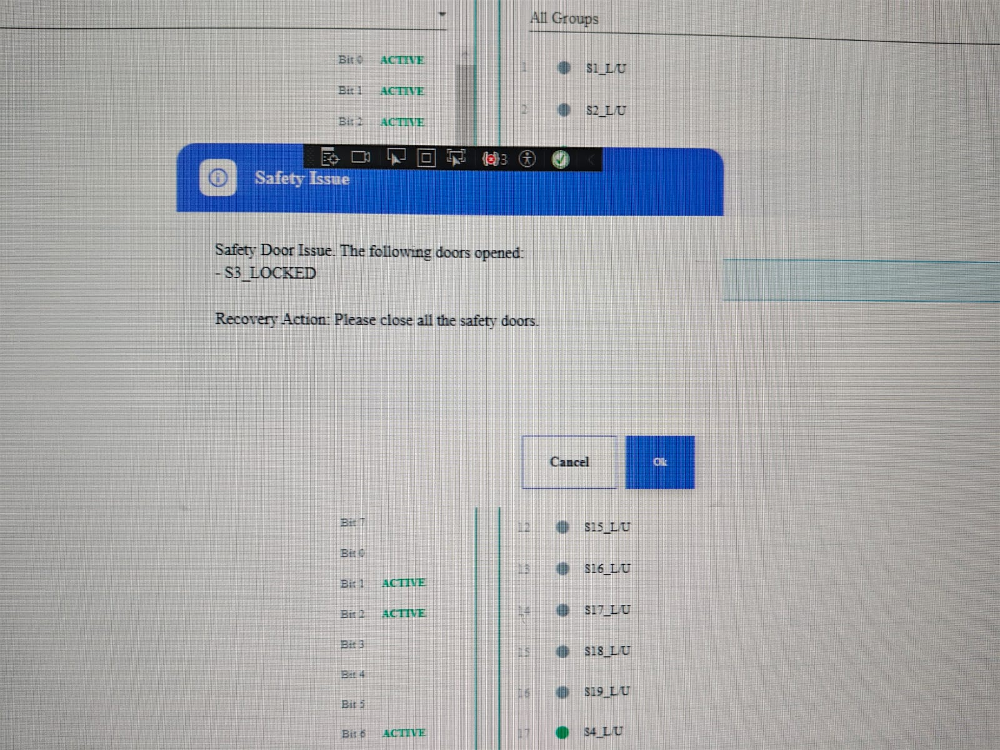 All Groups
Bit 0 ACTIVE
1 S1_L/U
Bit 1 ACTIVE
2 S2_L/U
Bit 2 ACTIVE
3
Safety Issue
Safety Door Issue. The following doors opened:
- S3_LOCKED
Recovery Action: Please close all the safety doors.
Cancel
Ok
Bit 7
12 S15_L/U
Bit 0
13 S16_L/U
Bit 1 ACTIVE
14 S17_L/U
Bit 2 ACTIVE
Bit 3
15 S18_L/U
Bit 4
16 S19_L/U
Bit 5
Bit 6 ACTIVE
17 S4_L/U